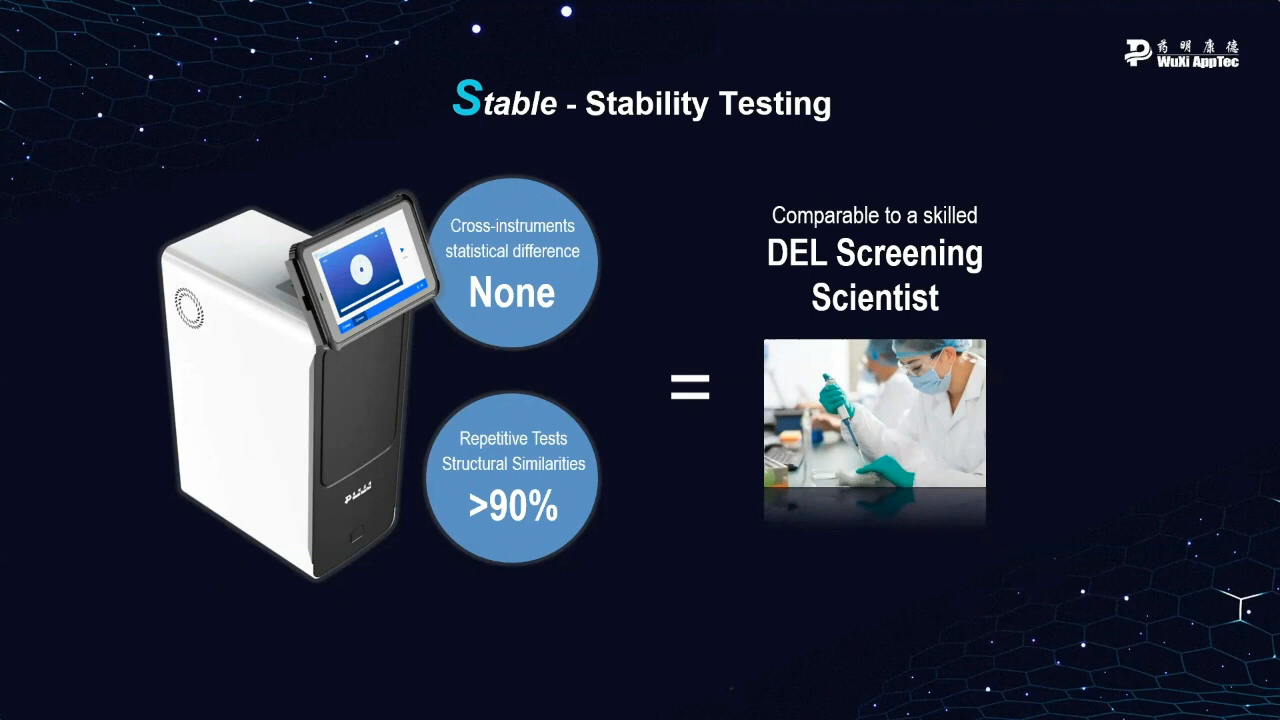 药明康德
WuXi AppTec
Stable - Stability Testing
Cross-instruments
statistical difference
None
Repetitive Tests
Structural Similarities
>90%
=
Comparable to a skilled
DEL Screening
Scientist